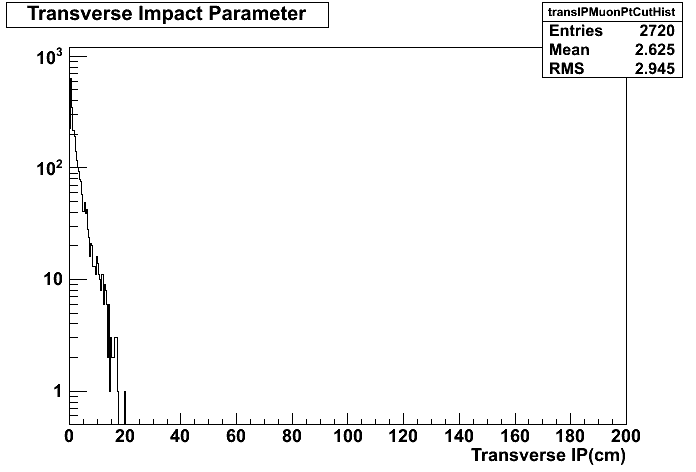 Transverse Impact Parameter
transIPMuonPtCutHist
Entries 2720
Mean 2.625
RMS 2.945
10³
10²
10
1
0 20 40 60 80 100 120 140 160 180 200
Transverse IP(cm)